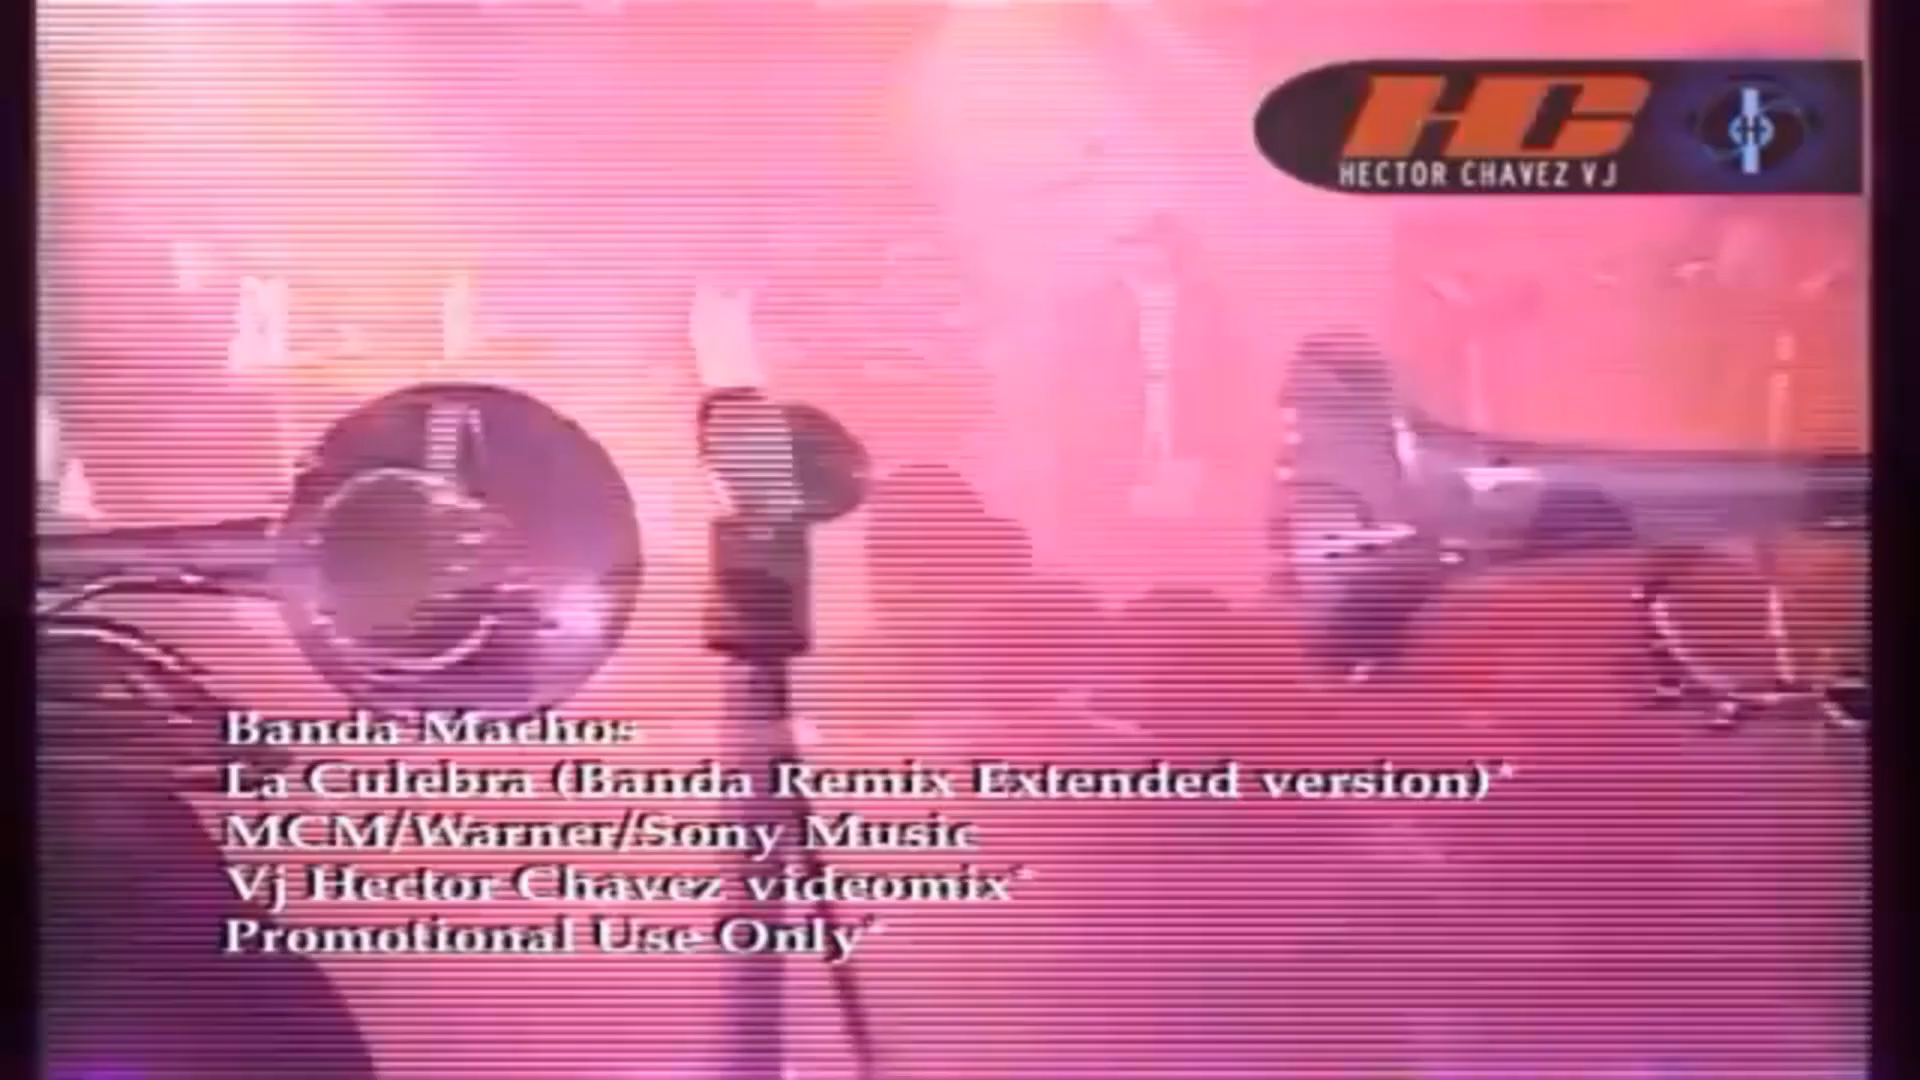 HC
HECTOR CHAVEZ VJ
H
Banda Machos
La Culebra (Banda Remix Extended version)*
MCM/Warner/Sony Music
Vj Hector Chavez videomix*
Promotional Use Only*